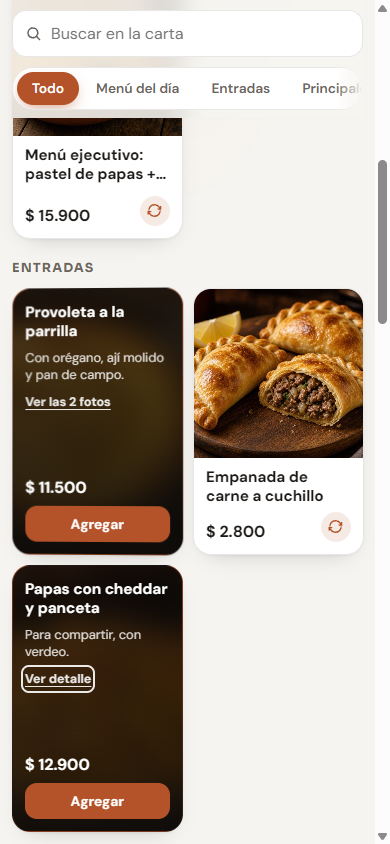 Buscar en la carta
Todo
Menú del día
Entradas
Principal
Menú ejecutivo:
pastel de papas +...
$ 15.900
ENTRADAS
Provoleta a la
parrilla
Con orégano, ají molido
y pan de campo.
Ver las 2 fotos
$ 11.500
Agregar
Empanada de
carne a cuchillo
$ 2.800
Papas con cheddar
y panceta
Para compartir, con
verdeo.
Ver detalle
$ 12.900
Agregar